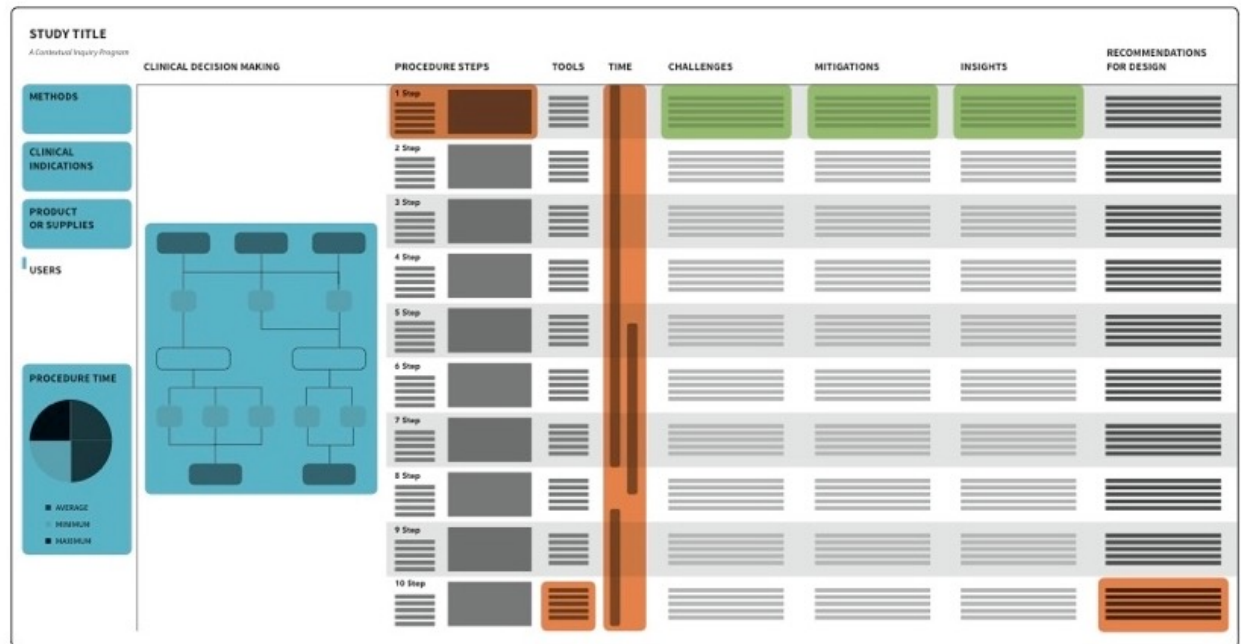 STUDY TITLE
A Contextual Inquiry Program
CLINICAL DECISION MAKING
PROCEDURE STEPS
TOOLS
TIME
CHALLENGES
MITIGATIONS
INSIGHTS
RECOMMENDATIONS
FOR DESIGN
METHODS
CLINICAL
INDICATIONS
PRODUCT
OR SUPPLIES
USERS
PROCEDURE TIME
AVERAGE
MINIMUM
MAXIMUM
1 Step
2 Step
3 Step
4 Step
5 Step
6 Step
7 Step
8 Step
9 Step
10 Step